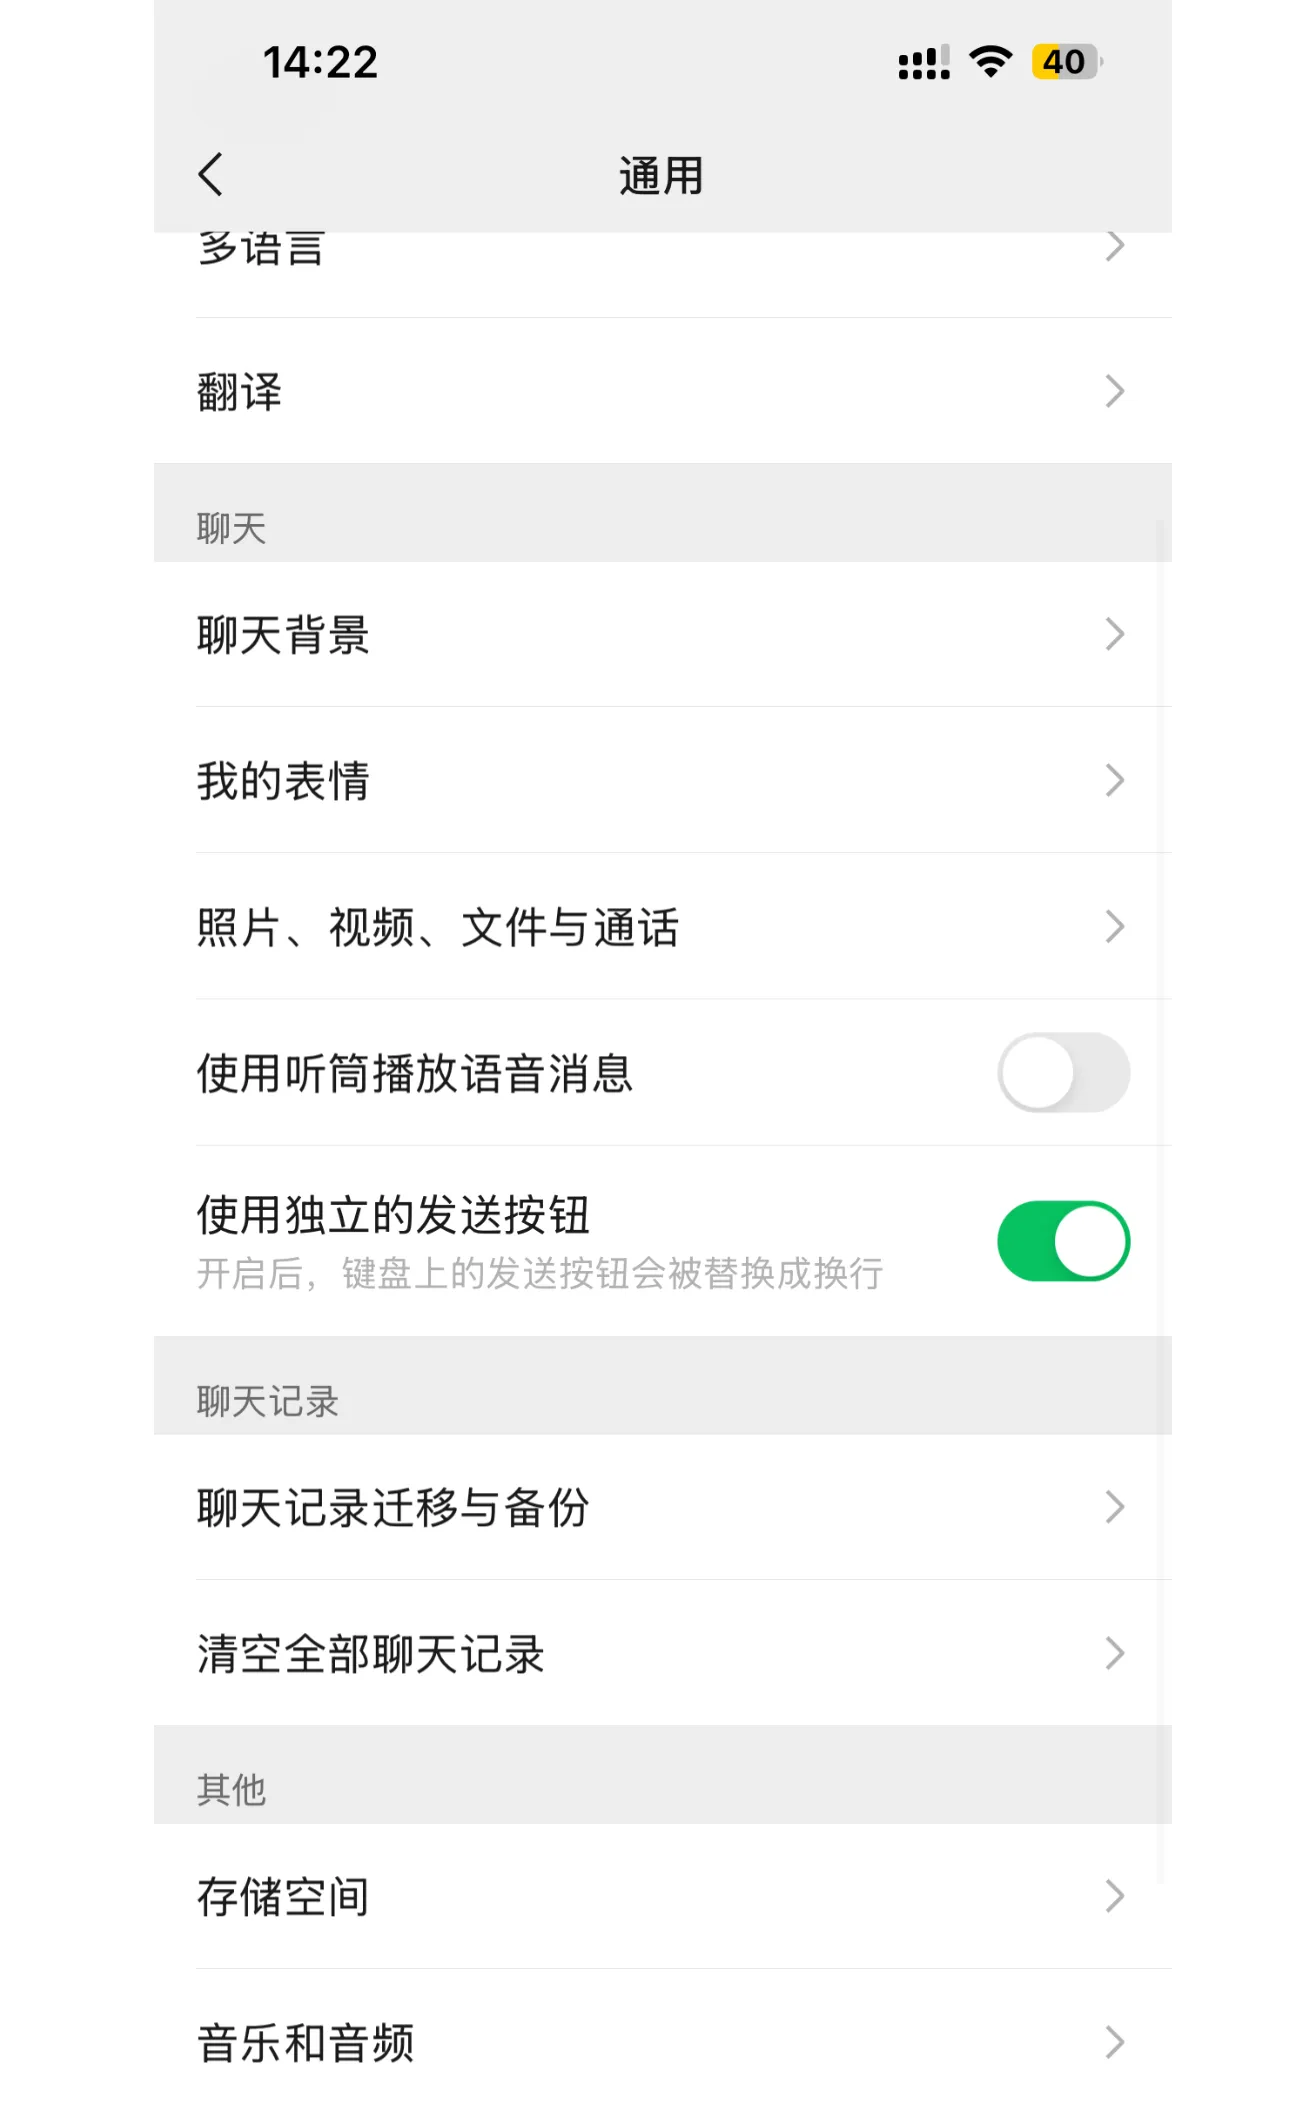 14:22
40
通用
多语言
翻译
聊天
聊天背景
我的表情
照片、视频、文件与通话
使用听筒播放语音消息
使用独立的发送按钮
开启后，键盘上的发送按钮会被替换成换行
聊天记录
聊天记录迁移与备份
清空全部聊天记录
其他
存储空间
音乐和音频